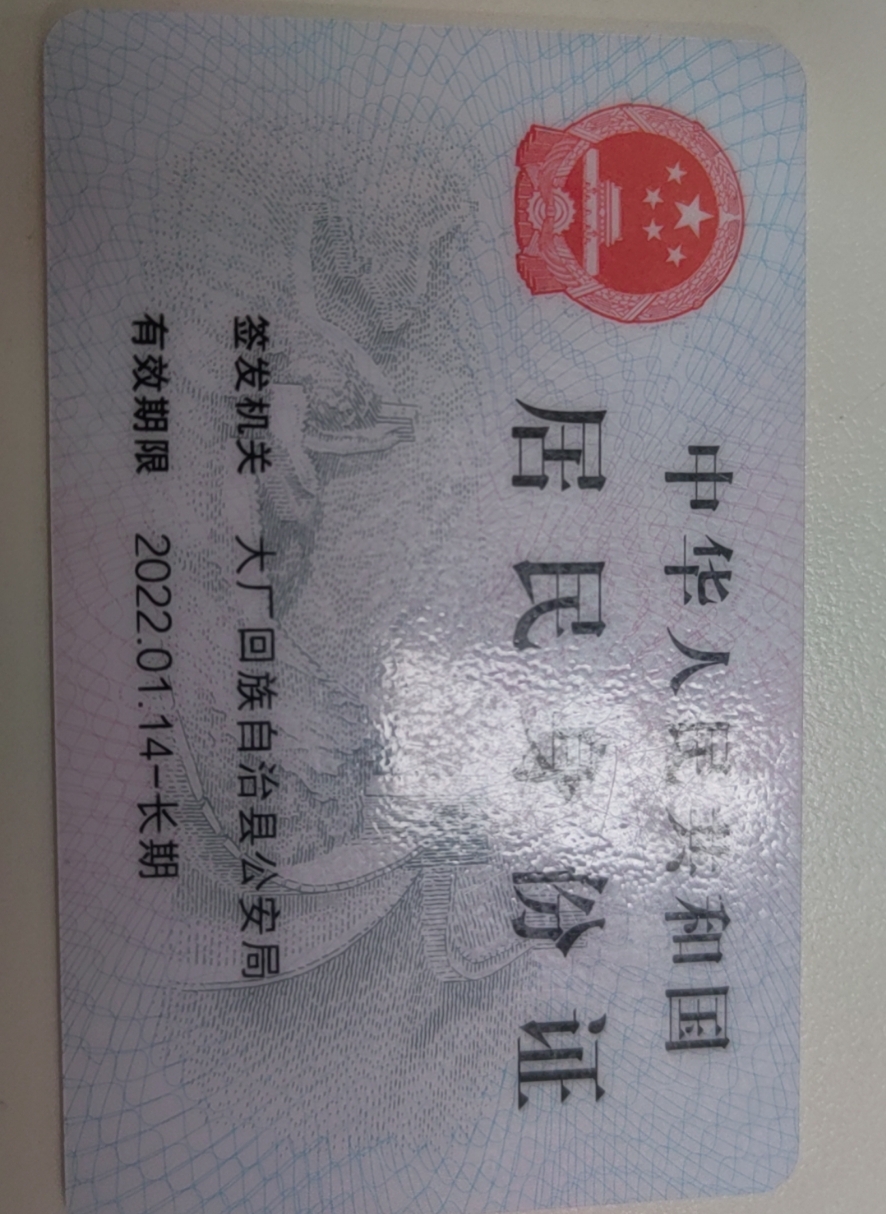 中华人民共和国
居民身份证
签发机关 大厂回族自治县公安局
有效期限 2022.01.14-长期